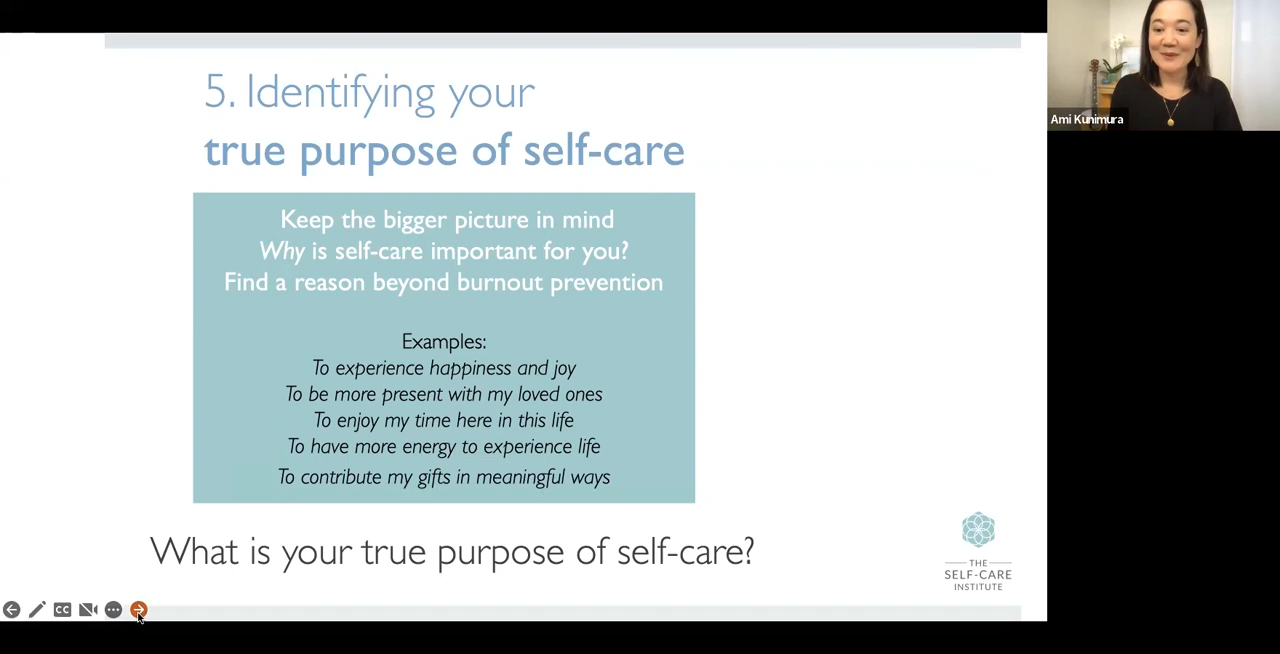 5. Identifying your
true purpose of self-care
Keep the bigger picture in mind
Why is self-care important for you?
Find a reason beyond burnout prevention
Examples:
To experience happiness and joy
To be more present with my loved ones
To enjoy my time here in this life
To have more energy to experience life
To contribute my gifts in meaningful ways
What is your true purpose of self-care?
THE
SELF-CARE
INSTITUTE
CC
Ami Kunimura